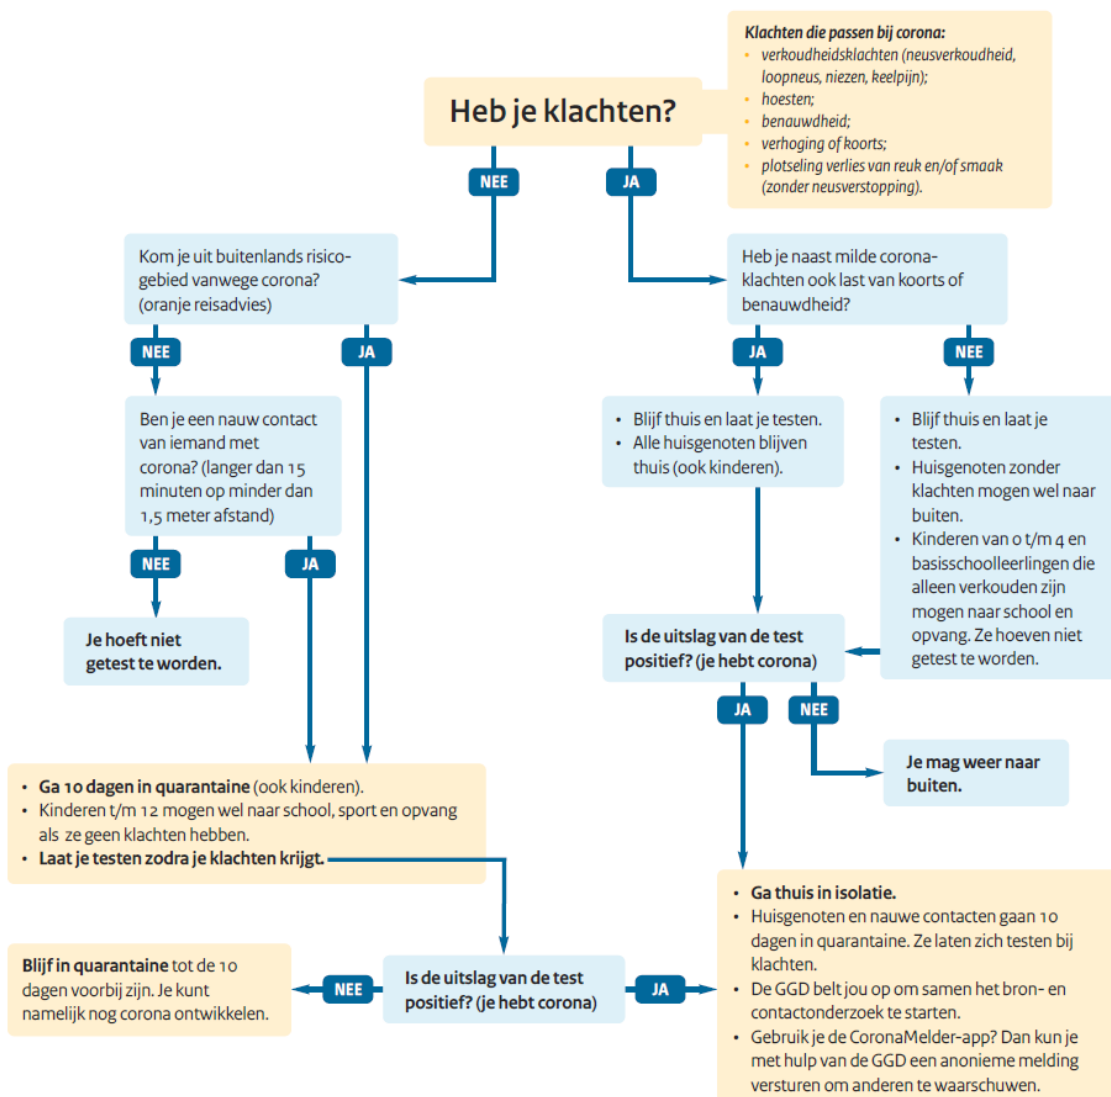 Klachten die passen bij corona:
• verkoudheidsklachten (neusverkoudheid,
loopneus, niezen, keelpijn);
• hoesten;
• benauwdheid;
• verhoging of koorts;
• plotseling verlies van reuk en/of smaak
(zonder neusverstopping).
Heb je klachten?
NEE
JA
Kom je uit buitenlands risico-
gebied vanwege corona?
(oranje reisadvies)
Heb je naast milde corona-
klachten ook last van koorts of
benauwdheid?
NEE
JA
JA
NEE
Ben je een nauw contact
van iemand met
corona? (langer dan 15
minuten op minder dan
1,5 meter afstand)
• Blijf thuis en laat je testen.
• Alle huisgenoten blijven
thuis (ook kinderen).
• Blijf thuis en laat je
testen.
• Huisgenoten zonder
klachten mogen wel naar
buiten.
• Kinderen van 0 t/m 4 en
basisschoolleerlingen die
alleen verkouden zijn
mogen naar school en
opvang. Ze hoeven niet
getest te worden.
NEE
JA
Je hoeft niet
getest te worden.
Is de uitslag van de test
positief? (je hebt corona)
JA
NEE
Je mag weer naar
buiten.
• Ga 10 dagen in quarantaine (ook kinderen).
• Kinderen t/m 12 mogen wel naar school, sport en opvang
als ze geen klachten hebben.
• Laat je testen zodra je klachten krijgt.
• Ga thuis in isolatie.
• Huisgenoten en nauwe contacten gaan 10
dagen in quarantaine. Ze laten zich testen bij
klachten.
• De GGD belt jou op om samen het bron- en
contactonderzoek te starten.
• Gebruik je de CoronaMelder-app? Dan kun je
met hulp van de GGD een anonieme melding
versturen om anderen te waarschuwen.
Blijf in quarantaine tot de 10
dagen voorbij zijn. Je kunt
namelijk nog corona ontwikkelen.
NEE
Is de uitslag van de test
positief? (je hebt corona)
JA